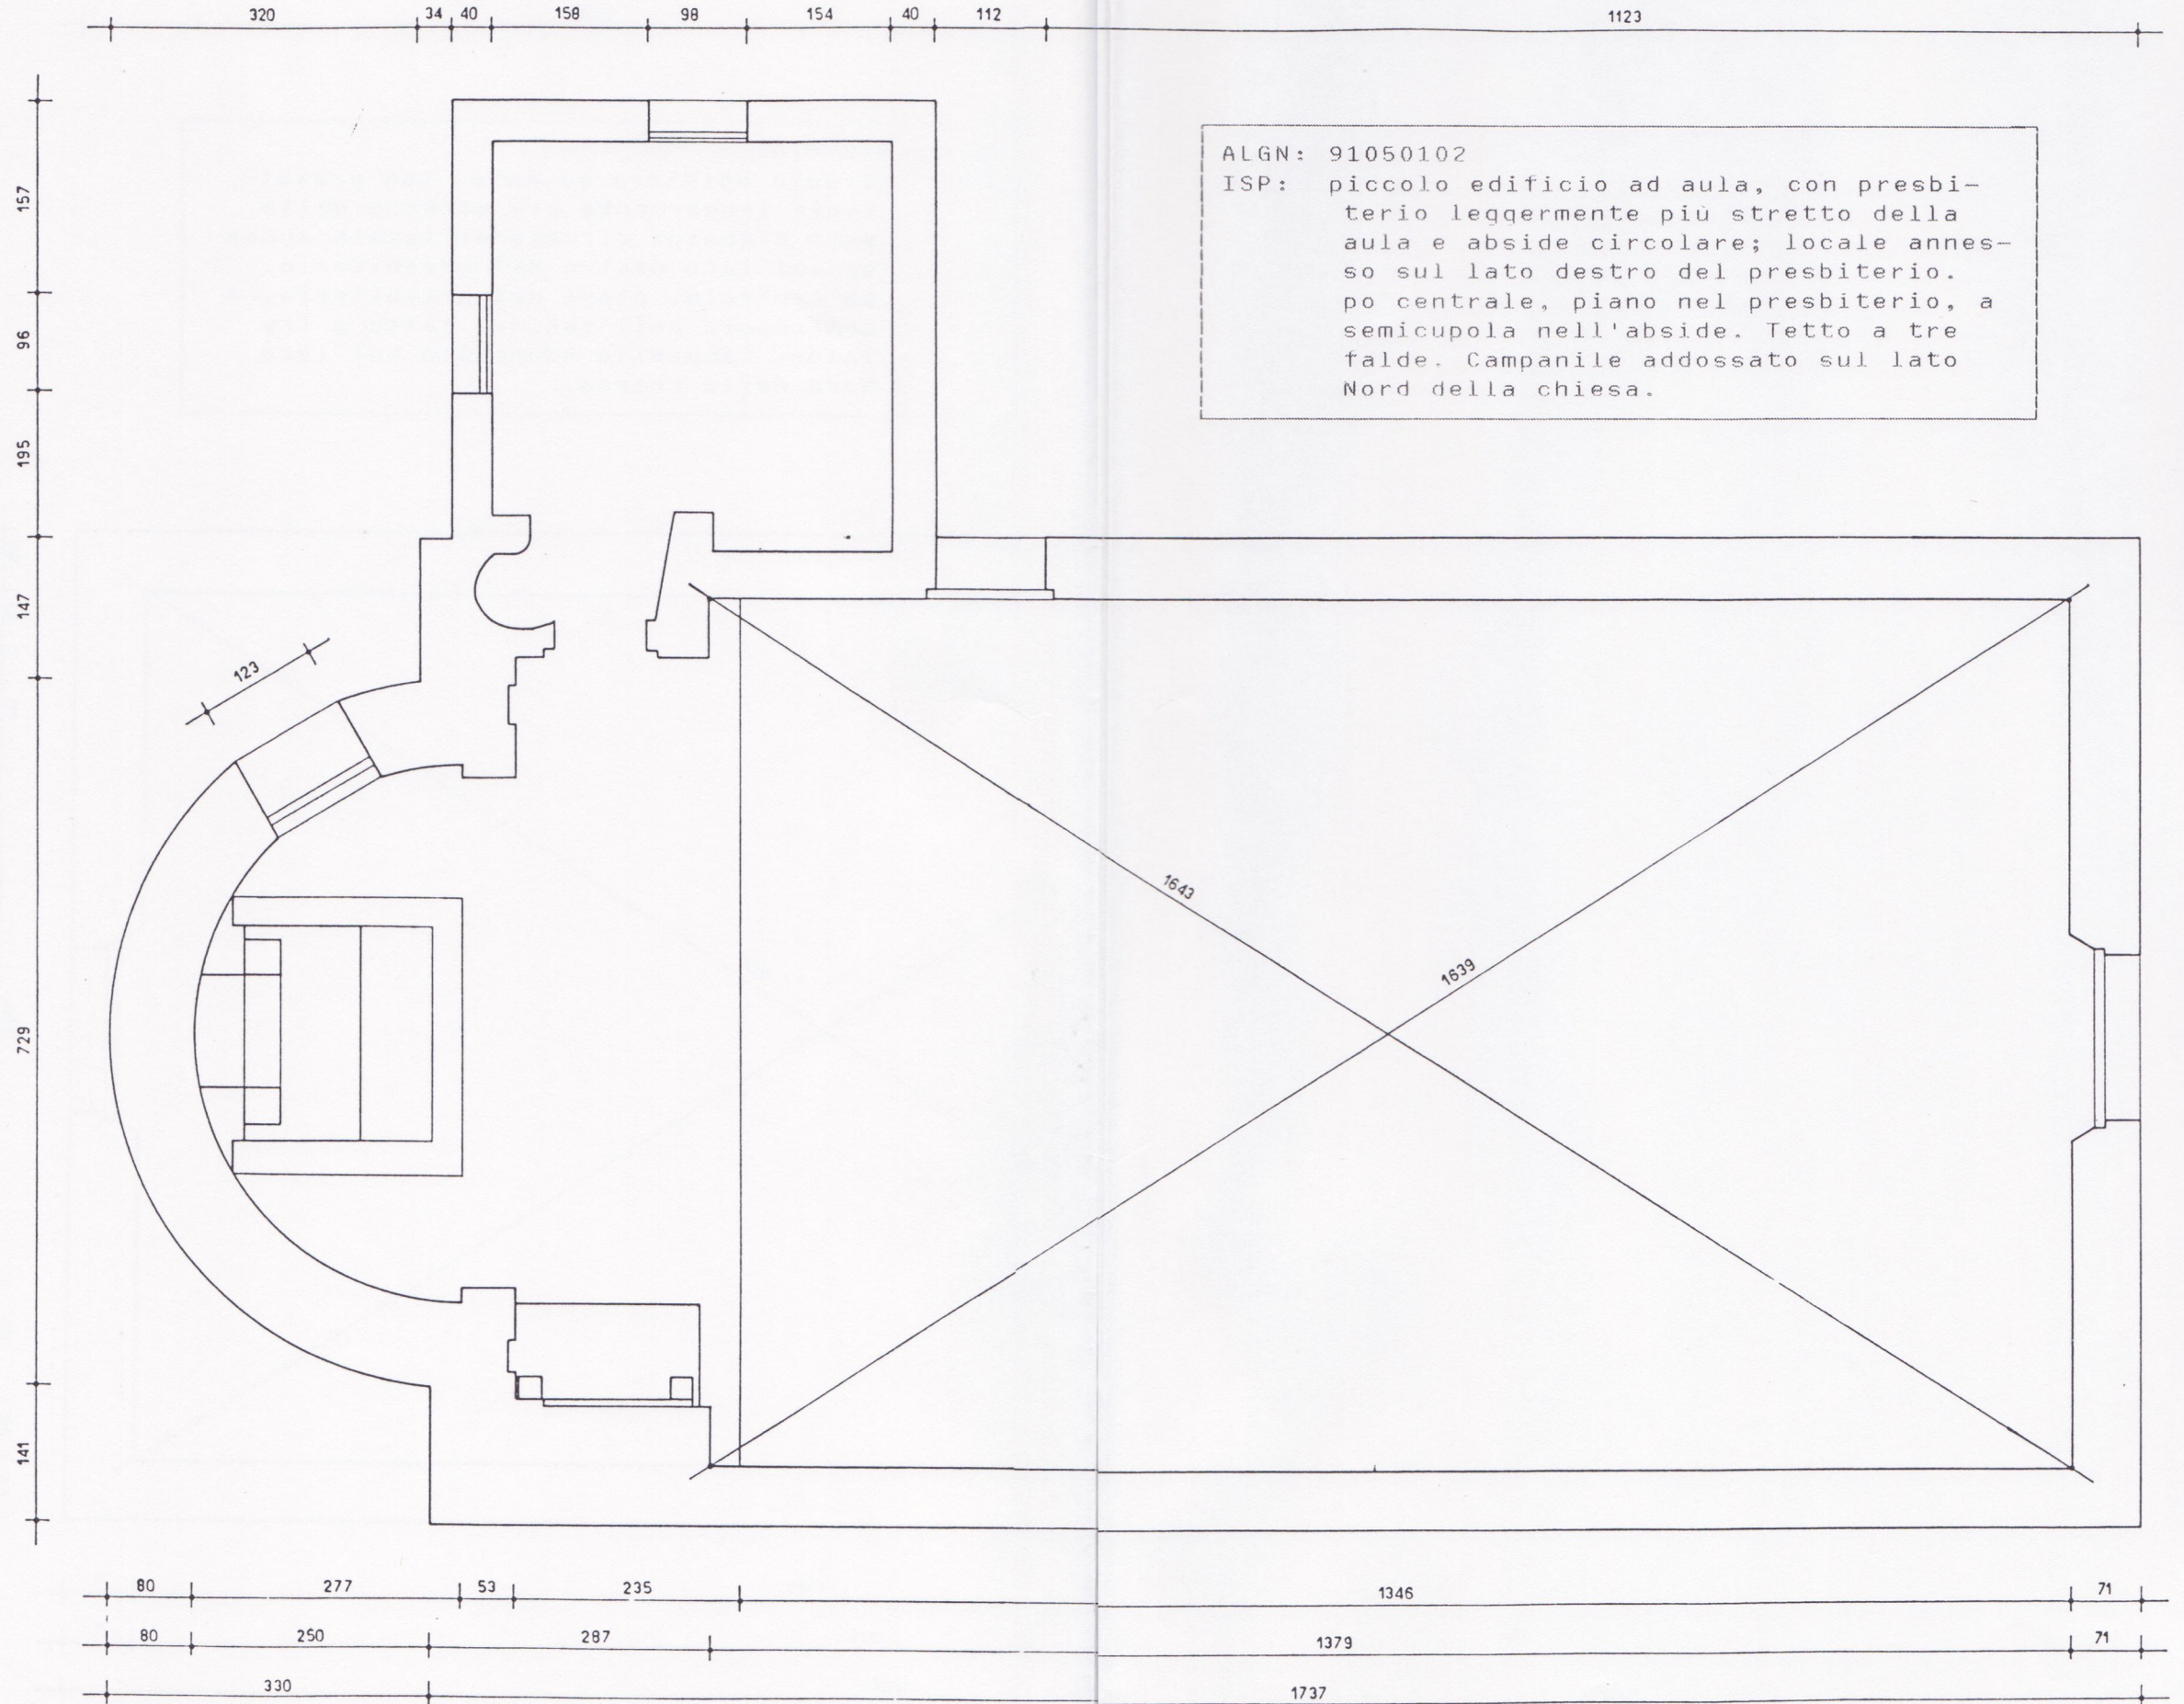 320 34 40 158 98 154 40 112 1123
ALGN: 91050102
ISP: piccolo edificio ad aula, con presbi-
terio leggermente più stretto della
aula e abside circolare; locale annes-
so sul lato destro del presbiterio.
po centrale, piano nel presbiterio, a
semicupola nell'abside. Tetto a tre
falde. Campanile addossato sul lato
Nord della chiesa.
157
96
195
147
123
1643
1639
729
141
80 277 53 235 1346 71
80 250 287 1379 71
330 1737